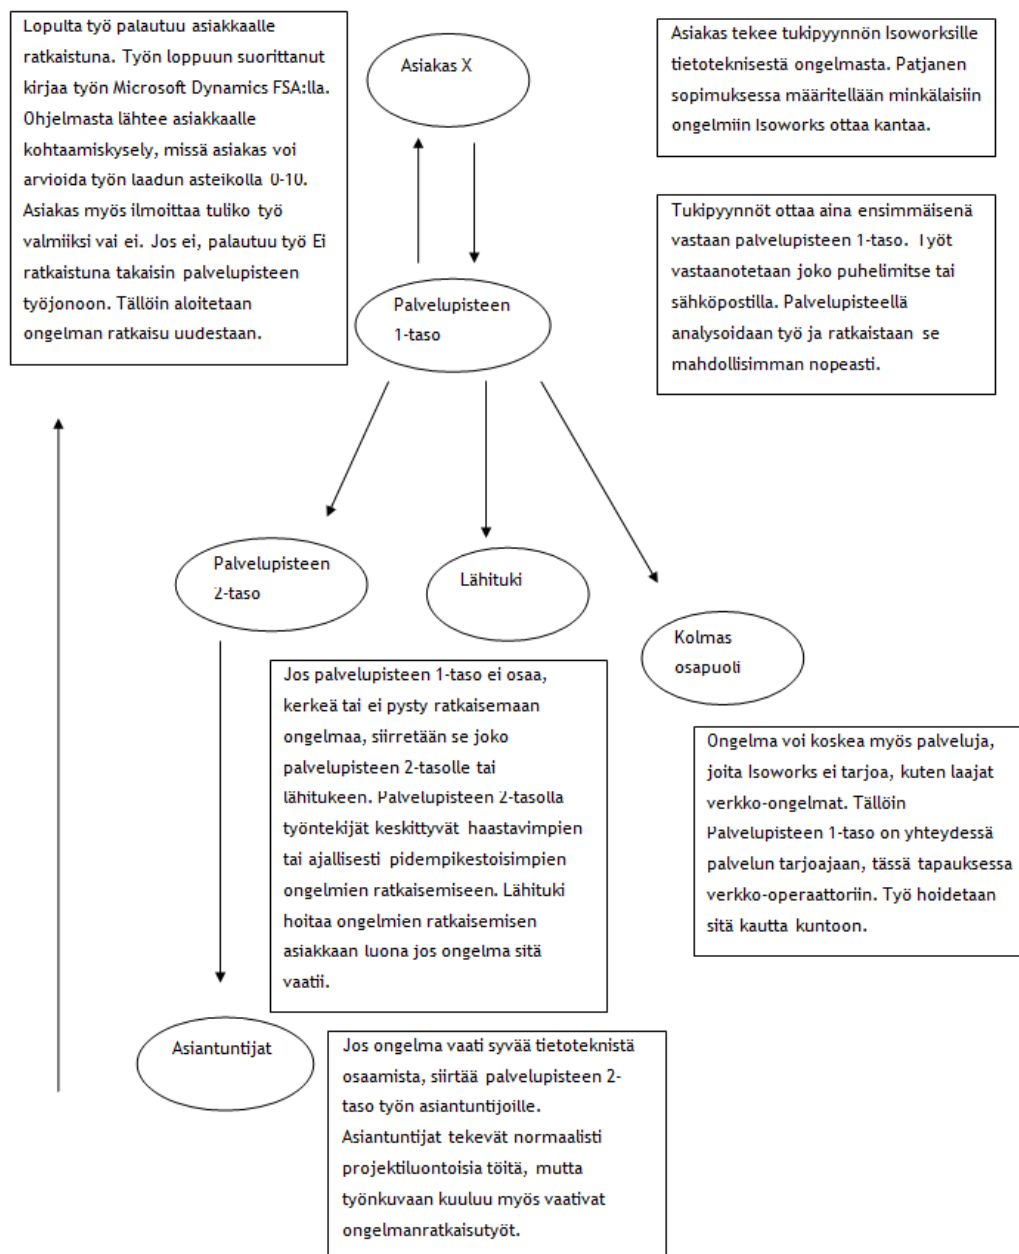 Lopulta työ palautuu asiakkaalle
ratkaistuna. Työn loppuun suorittanut
kirjaa työn Microsoft Dynamics FSA:lla.
Ohjelmasta lähtee asiakkaalle
kohtaamiskysely, missä asiakas voi
arvioida työn laadun asteikolla 0-10.
Asiakas myös ilmoittaa tuliko työ
valmiiksi vai ei. Jos ei, palautuu työ Ei
ratkaistuna takaisin palvelupisteen
työjonoon. Tällöin aloitetaan
ongelman ratkaisu uudestaan.
Asiakas X
Asiakas tekee tukipyynnön Isoworksille
tietoteknisestä ongelmasta. Patjanen
sopimuksessa määritellään minkälaisiin
ongelmiin Isoworks ottaa kantaa.
Tukipyynnöt ottaa aina ensimmäisenä
vastaan palvelupisteen 1-taso. Työt
vastaanotetaan joko puhelimitse tai
sähköpostilla. Palvelupisteellä
analysoidaan työ ja ratkaistaan se
mahdollisimman nopeasti.
Palvelupisteen
1-taso
Palvelupisteen
2-taso
Lähituki
Kolmas
osapuoli
Jos palvelupisteen 1-taso ei osaa,
kerkeä tai ei pysty ratkaisemaan
ongelmaa, siirretään se joko
palvelupisteen 2-tasolle tai
lähitukeen. Palvelupisteen 2-tasolla
työntekijät keskittyvät haastavimpien
tai ajallisesti pidempikestoisimpien
ongelmien ratkaisemiseen. Lähituki
hoitaa ongelmien ratkaisemisen
asiakkaan luona jos ongelma sitä
vaatii.
Ongelma voi koskea myös palveluja,
joita Isoworks ei tarjoa, kuten laajat
verkko-ongelmat. Tällöin
Palvelupisteen 1-taso on yhteydessä
palvelun tarjoajaan, tässä tapauksessa
verkko-operaattoriin. Työ hoidetaan
sitä kautta kuntoon.
Asiantuntijat
Jos ongelma vaati syvää tietoteknistä
osaamista, siirtää palvelupisteen 2-
taso työn asiantuntijoille.
Asiantuntijat tekevät normaalisti
projektiluontoisia töitä, mutta
työnkuvaan kuuluu myös vaativat
ongelmanratkaisutyöt.